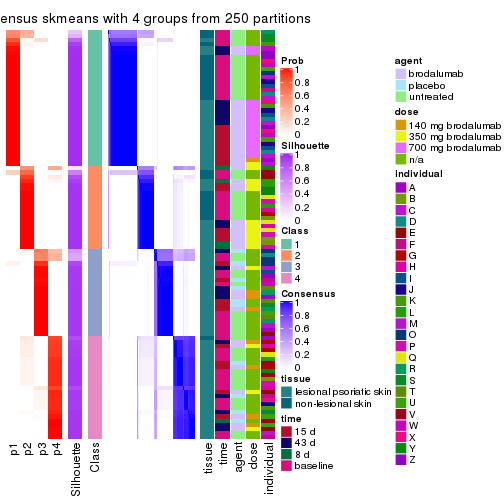 ensus skmeans with 4 groups from 250 partitions
p1
p2
p3
p4
Silhouette
Class
tissue
time
agent
dose
individual
Prob
1
0.8
0.6
0.4
0.2
0
Silhouette
1
0.8
0.6
0.4
0.2
0
Class
1
2
3
4
Consensus
1
0.8
0.6
0.4
0.2
0
tissue
lesional psoriatic skin
non-lesional skin
time
15 d
43 d
8 d
baseline
agent
brodalumab
placebo
untreated
dose
140 mg brodalumab
350 mg brodalumab
700 mg brodalumab
n/a
individual
A
B
C
D
E
F
G
H
I
J
K
L
M
O
P
Q
R
S
T
U
V
W
X
Y
Z